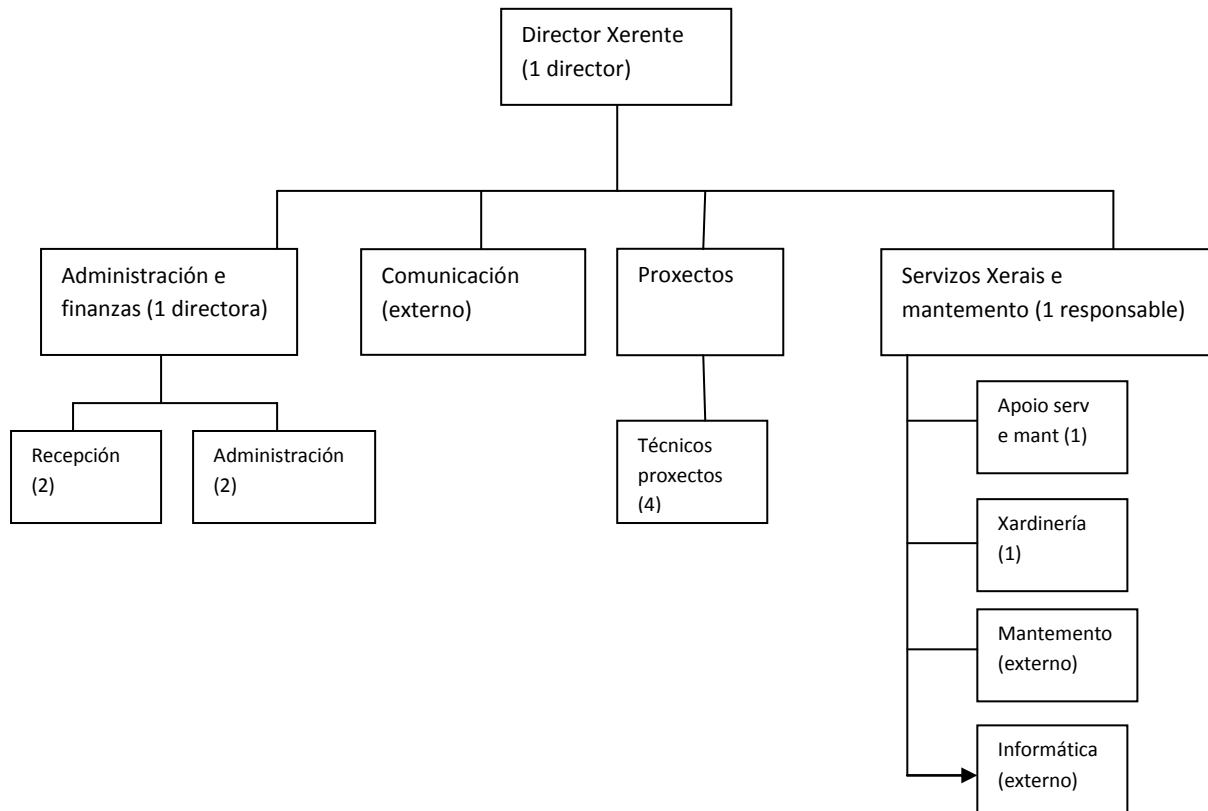 Director Xerente
(1 director)
Administración e
finanzas (1 directora)
Comunicación
(externo)
Proxectos
Servizos Xerais e
mantemento (1 responsable)
Recepción
(2)
Administración
(2)
Técnicos
proxectos
(4)
Apoio serv
e mant (1)
Xardinería
(1)
Mantemento
(externo)
Informática
(externo)